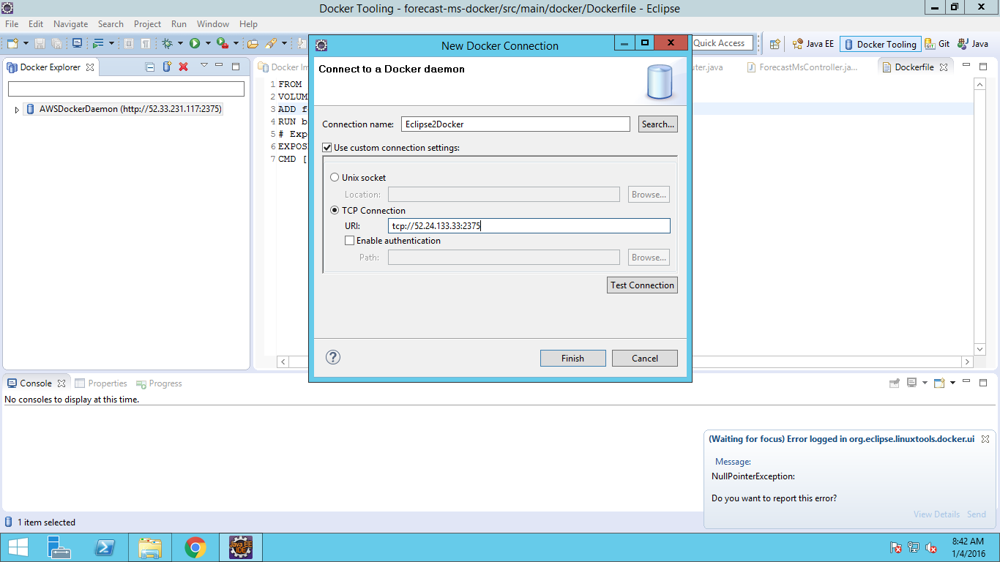 Docker Tooling - forecast-ms-docker/src/main/docker/Dockerfile - Eclipse
File Edit Navigate Search Project Run Window Help
Quick Access
Java EE
Docker Tooling
Git
Java
Docker Explorer
AWSDockerDaemon (http://52.33.231.117:2375)
Docker Im
uter.java
ForecastMsController.ja...
Dockerfile
1 FROM
2 VOLUM
3 ADD f
4 RUN b
5 # Exp
6 EXPOS
7 CMD [
New Docker Connection
Connect to a Docker daemon
Connection name: Eclipse2Docker Search...
Use custom connection settings:
Unix socket
Location: Browse...
TCP Connection
URI: tcp://52.24.133.33:2375
Enable authentication
Path: Browse...
Test Connection
? Finish Cancel
Console Properties Progress
No consoles to display at this time.
(Waiting for focus) Error logged in org.eclipse.linuxtools.docker.ui
Message:
NullPointerException:
Do you want to report this error?
View Details Send
1 item selected
Java EE
IDE
8:42 AM
1/4/2016